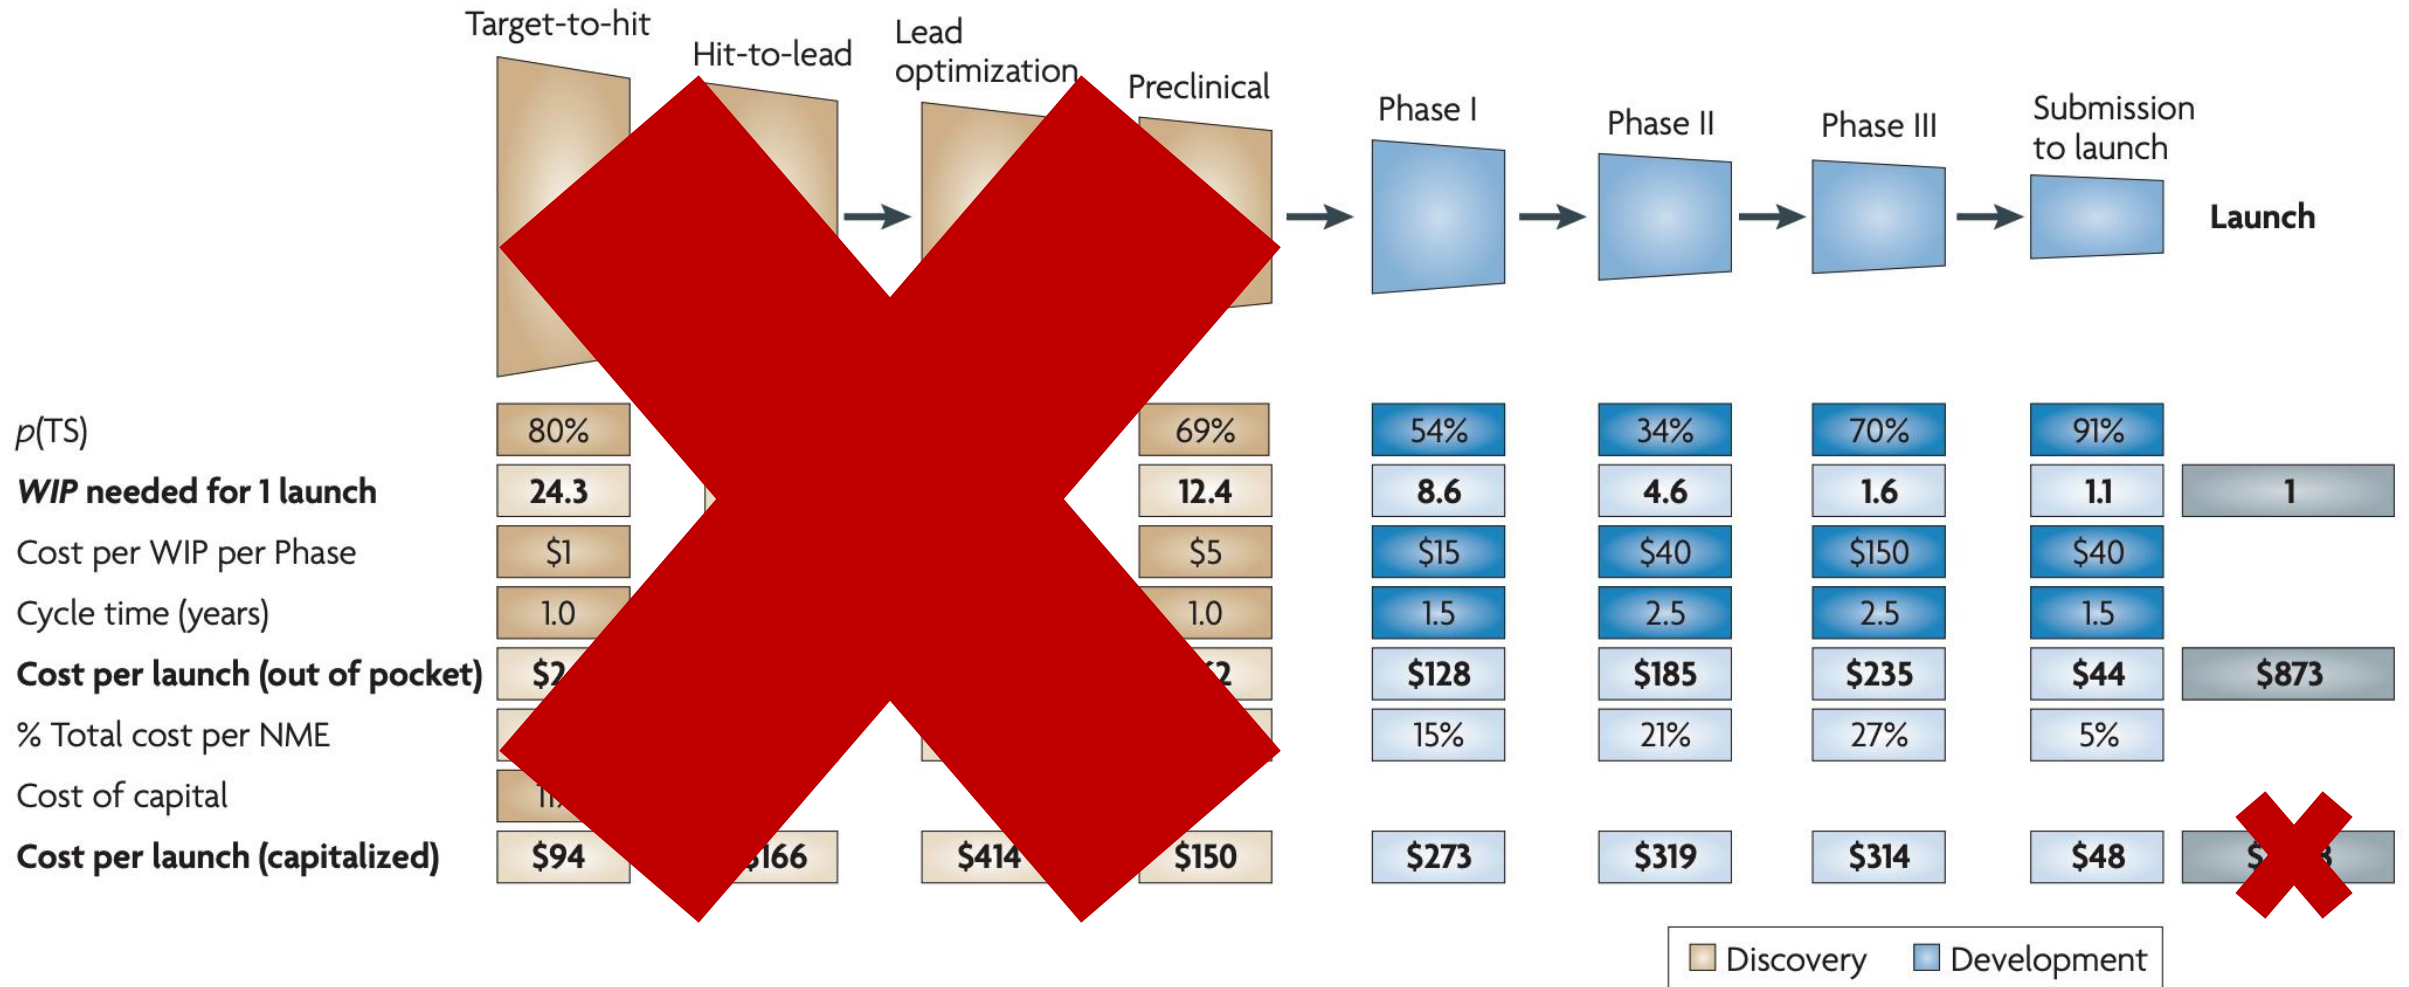 Target-to-hit
Hit-to-lead
Lead
optimization
Preclinical
Phase I
Phase II
Phase III
Submission
to launch
Launch
p(TS) 80% 69% 54% 34% 70% 91%
WIP needed for 1 launch 24.3 12.4 8.6 4.6 1.6 1.1 1
Cost per WIP per Phase $1 $5 $15 $40 $150 $40
Cycle time (years) 1.0 1.0 1.5 2.5 2.5 1.5
Cost per launch (out of pocket) $128 $185 $235 $44 $873
% Total cost per NME 15% 21% 27% 5%
Cost of capital
Cost per launch (capitalized) $94 $166 $414 $150 $273 $319 $314 $48
Discovery Development